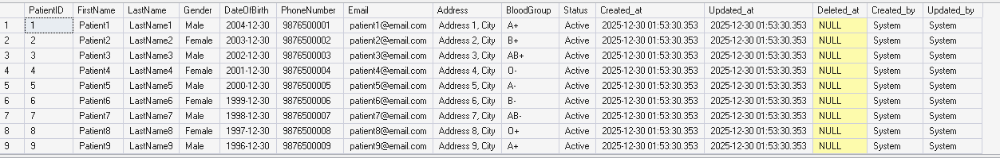 PatientID FirstName LastName Gender DateOfBirth PhoneNumber Email Address BloodGroup Status Created_at Updated_at Deleted_at Created_by Updated_by
1 1 Patient1 LastName1 Male 2004-12-30 9876500001 patient1@email.com Address 1, City A+ Active 2025-12-30 01:53:30.353 2025-12-30 01:53:30.353 NULL System System
2 2 Patient2 LastName2 Female 2003-12-30 9876500002 patient2@email.com Address 2, City B+ Active 2025-12-30 01:53:30.353 2025-12-30 01:53:30.353 NULL System System
3 3 Patient3 LastName3 Male 2002-12-30 9876500003 patient3@email.com Address 3, City AB+ Active 2025-12-30 01:53:30.353 2025-12-30 01:53:30.353 NULL System System
4 4 Patient4 LastName4 Female 2001-12-30 9876500004 patient4@email.com Address 4, City O- Active 2025-12-30 01:53:30.353 2025-12-30 01:53:30.353 NULL System System
5 5 Patient5 LastName5 Male 2000-12-30 9876500005 patient5@email.com Address 5, City A- Active 2025-12-30 01:53:30.353 2025-12-30 01:53:30.353 NULL System System
6 6 Patient6 LastName6 Female 1999-12-30 9876500006 patient6@email.com Address 6, City B- Active 2025-12-30 01:53:30.353 2025-12-30 01:53:30.353 NULL System System
7 7 Patient7 LastName7 Male 1998-12-30 9876500007 patient7@email.com Address 7, City AB- Active 2025-12-30 01:53:30.353 2025-12-30 01:53:30.353 NULL System System
8 8 Patient8 LastName8 Female 1997-12-30 9876500008 patient8@email.com Address 8, City O+ Active 2025-12-30 01:53:30.353 2025-12-30 01:53:30.353 NULL System System
9 9 Patient9 LastName9 Male 1996-12-30 9876500009 patient9@email.com Address 9, City A+ Active 2025-12-30 01:53:30.353 2025-12-30 01:53:30.353 NULL System System